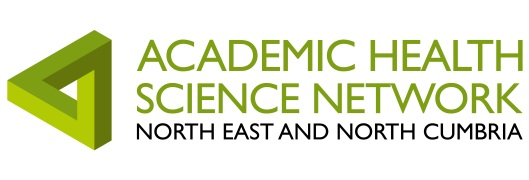 ACADEMIC HEALTH
SCIENCE NETWORK
NORTH EAST AND NORTH CUMBRIA